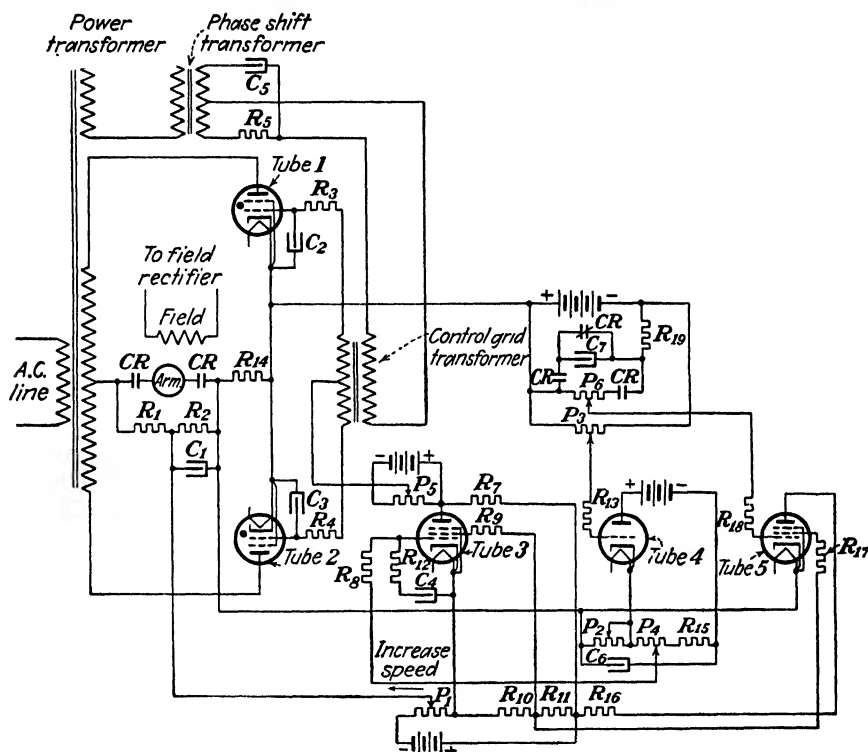 Power transformer
Phase shift transformer
C5
R5
Tube 1
R3
C2
To field rectifier
Field
+ -
CR
C7
R19
Control grid transformer
CR
P6
CR
A.C. line
CR
Arm.
CR
R14
R1
R2
P3
C1
- +
P5
R7
+ -
R13
C3
R4
R9
R18
Tube 2
R12
Tube 3
R8
C4
Tube 4
Tube 5
R17
P2
P4
R15
C6
Increase speed
P1
R10
R11
R16
- +